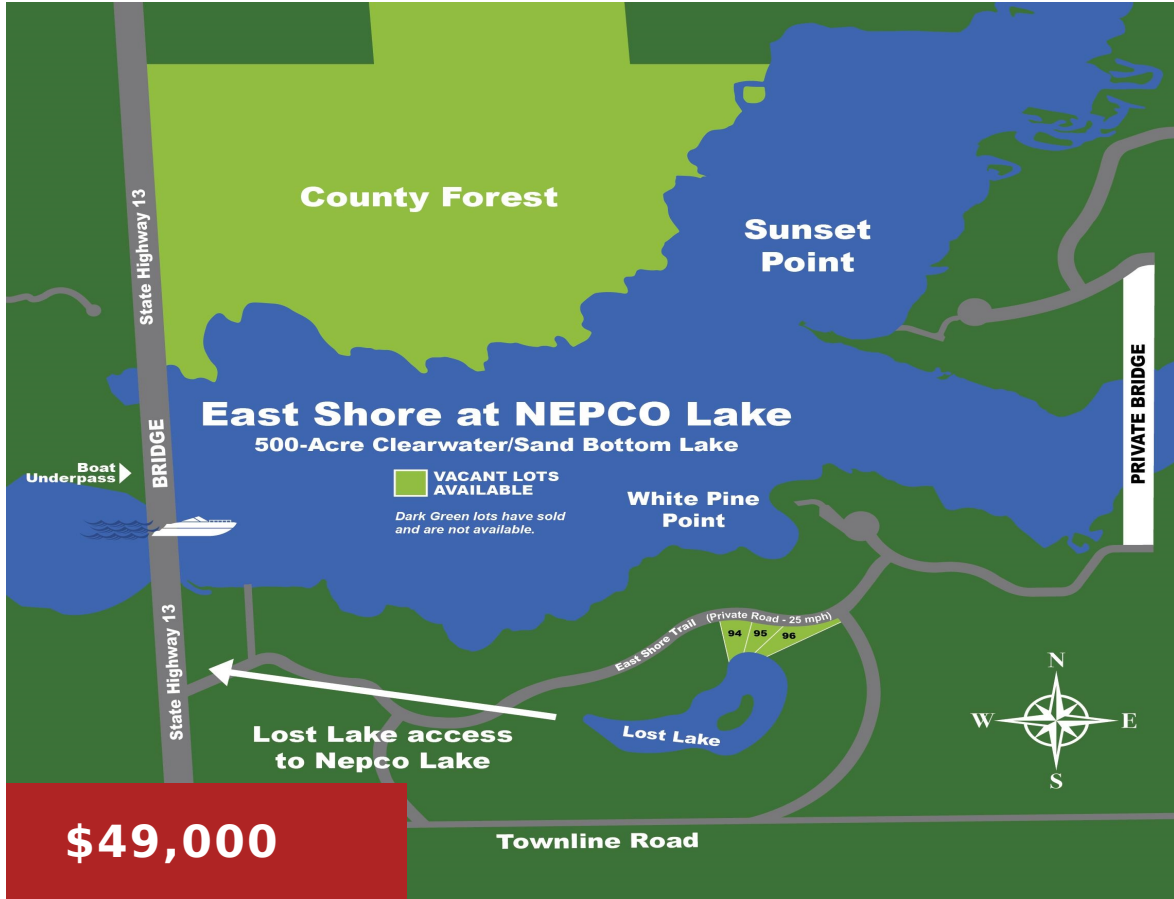 County Forest
Sunset
Point
State Highway 13
East Shore at NEPCO Lake
500-Acre Clearwater/Sand Bottom Lake
BRIDGE
PRIVATE BRIDGE
Boat
Underpass
VACANT LOTS
AVAILABLE
Dark Green lots have sold
and are not available.
White Pine
Point
State Highway 13
East Shore Trail (Private Road - 25 mph)
94 95 96
Lost Lake
Lost Lake access
to Nepco Lake
N
W E
S
Townline Road
$49,000